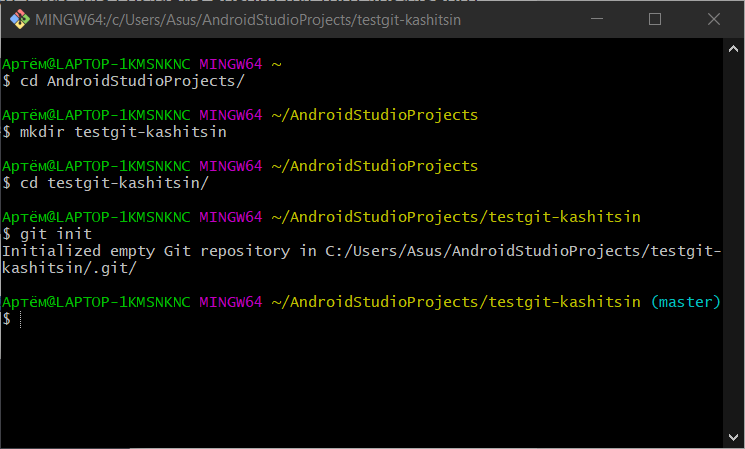 MINGW64:/c/Users/Asus/AndroidStudioProjects/testgit-kashitsin
Артём@LAPTOP-1KMSNKNC MINGW64 ~
$ cd AndroidStudioProjects/
Артём@LAPTOP-1KMSNKNC MINGW64 ~/AndroidStudioProjects
$ mkdir testgit-kashitsin
Артём@LAPTOP-1KMSNKNC MINGW64 ~/AndroidStudioProjects
$ cd testgit-kashitsin/
Артём@LAPTOP-1KMSNKNC MINGW64 ~/AndroidStudioProjects/testgit-kashitsin
$ git init
Initialized empty Git repository in C:/Users/Asus/AndroidStudioProjects/testgit-
kashitsin/.git/
Артём@LAPTOP-1KMSNKNC MINGW64 ~/AndroidStudioProjects/testgit-kashitsin (master)
$